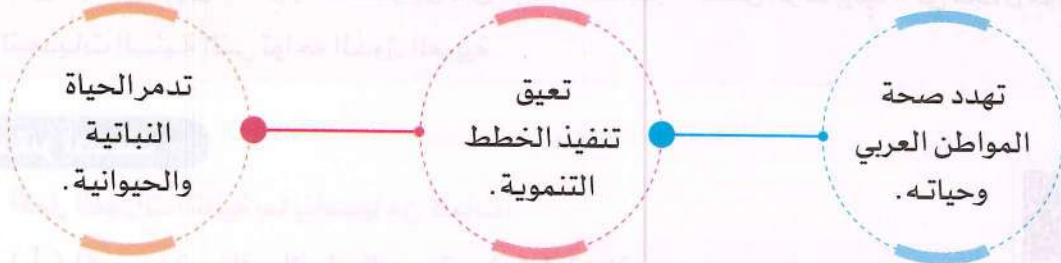 تهدد صحة
المواطن العربي
وحياته.
تعيق
تنفيذ الخطط
التنموية.
تدمر الحياة
النباتية
والحيوانية.